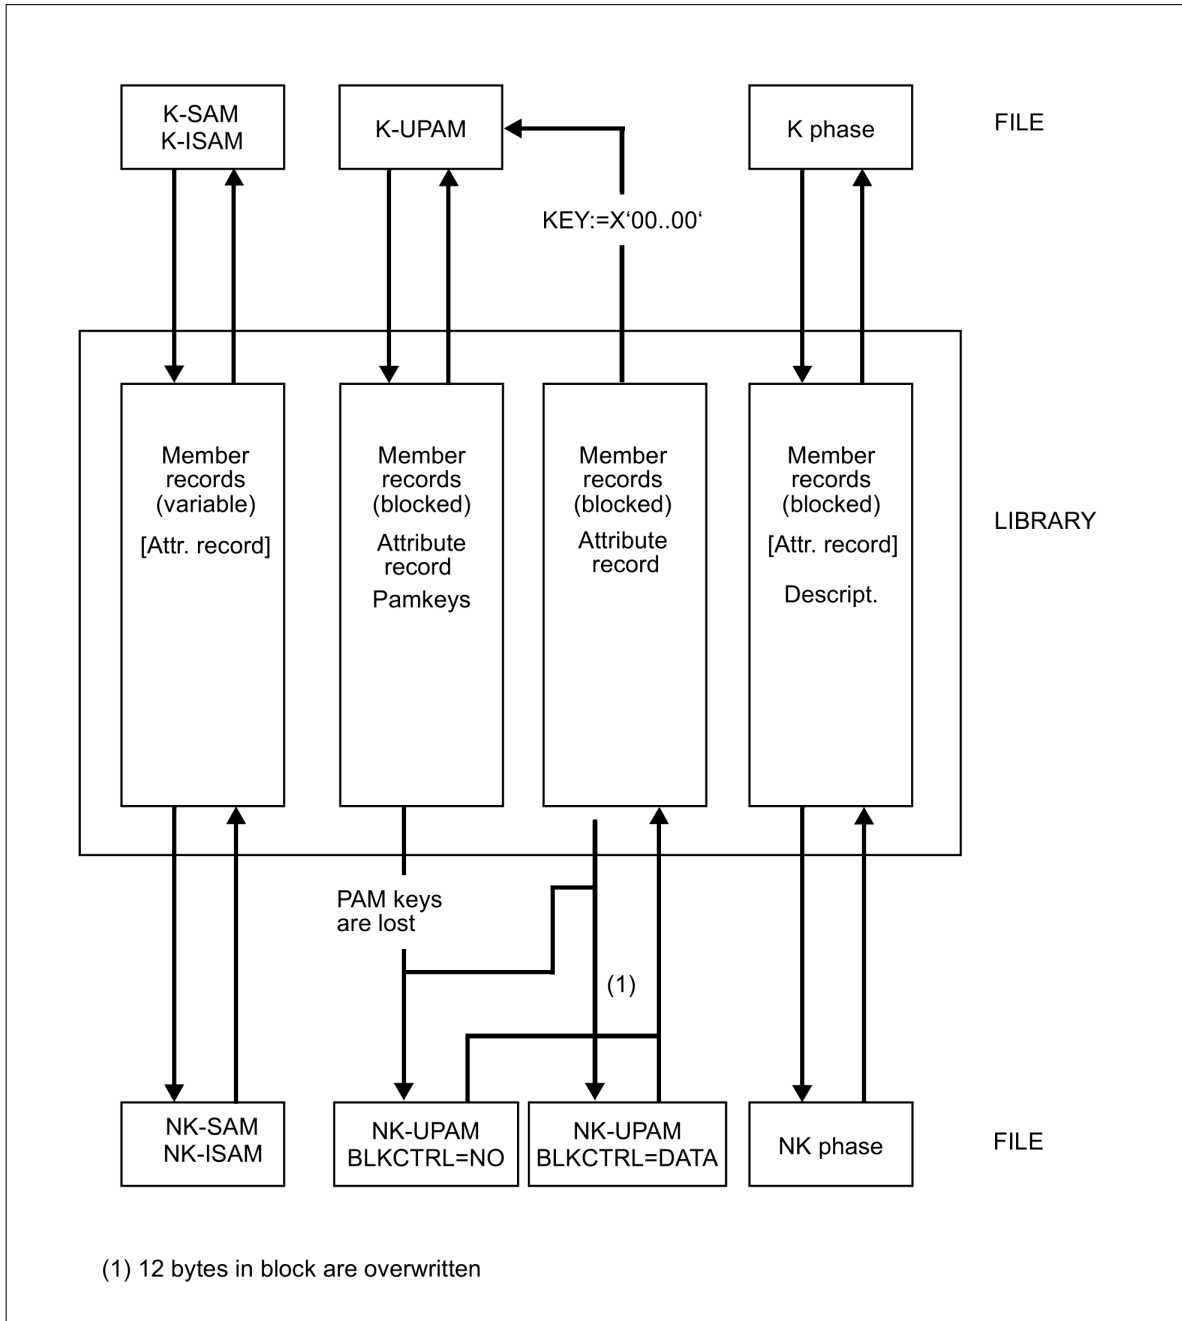 K-SAM
K-ISAM
K-UPAM
K phase
FILE
KEY:=X‘00..00‘
Member
records
(variable)
[Attr. record]
Member
records
(blocked)
Attribute
record
Pamkeys
Member
records
(blocked)
Attribute
record
Member
records
(blocked)
[Attr. record]
Descript.
LIBRARY
PAM keys
are lost
(1)
NK-SAM
NK-ISAM
NK-UPAM
BLKCTRL=NO
NK-UPAM
BLKCTRL=DATA
NK phase
FILE
(1) 12 bytes in block are overwritten